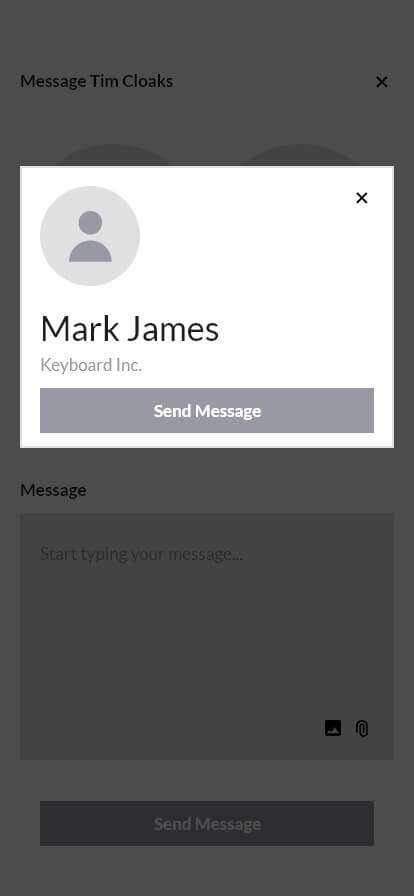 Message Tim Cloaks
Mark James
Keyboard Inc.
Send Message
Message
Start typing your message...
Send Message